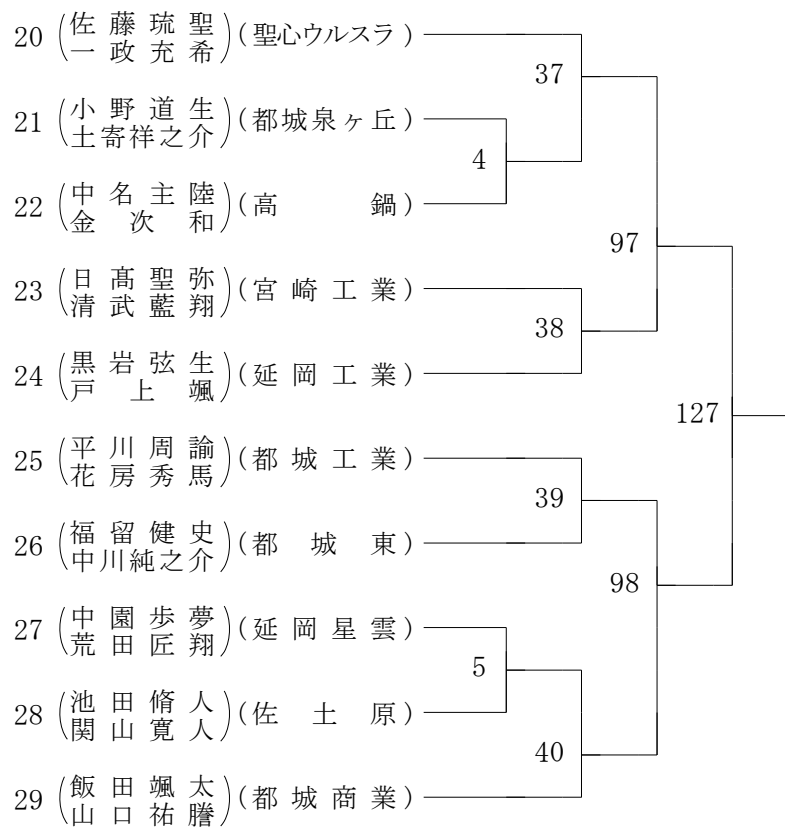 20 (佐藤琉聖 一政充希)(聖心ウルスラ)
37
21 (小野道生 土寄祥之介)(都城泉ヶ丘)
4
22 (中名主陸 金次和)(高鍋)
97
23 (日髙聖弥 清武藍翔)(宮崎工業)
38
24 (黒岩弦生 戸上颯)(延岡工業)
127
25 (平川周諭 花房秀馬)(都城工業)
39
26 (福留健史 中川純之介)(都城東)
98
27 (中園歩夢 荒田匠翔)(延岡星雲)
5
28 (池田脩人 関山寛人)(佐土原)
40
29 (飯田颯太 山口祐謄)(都城商業)